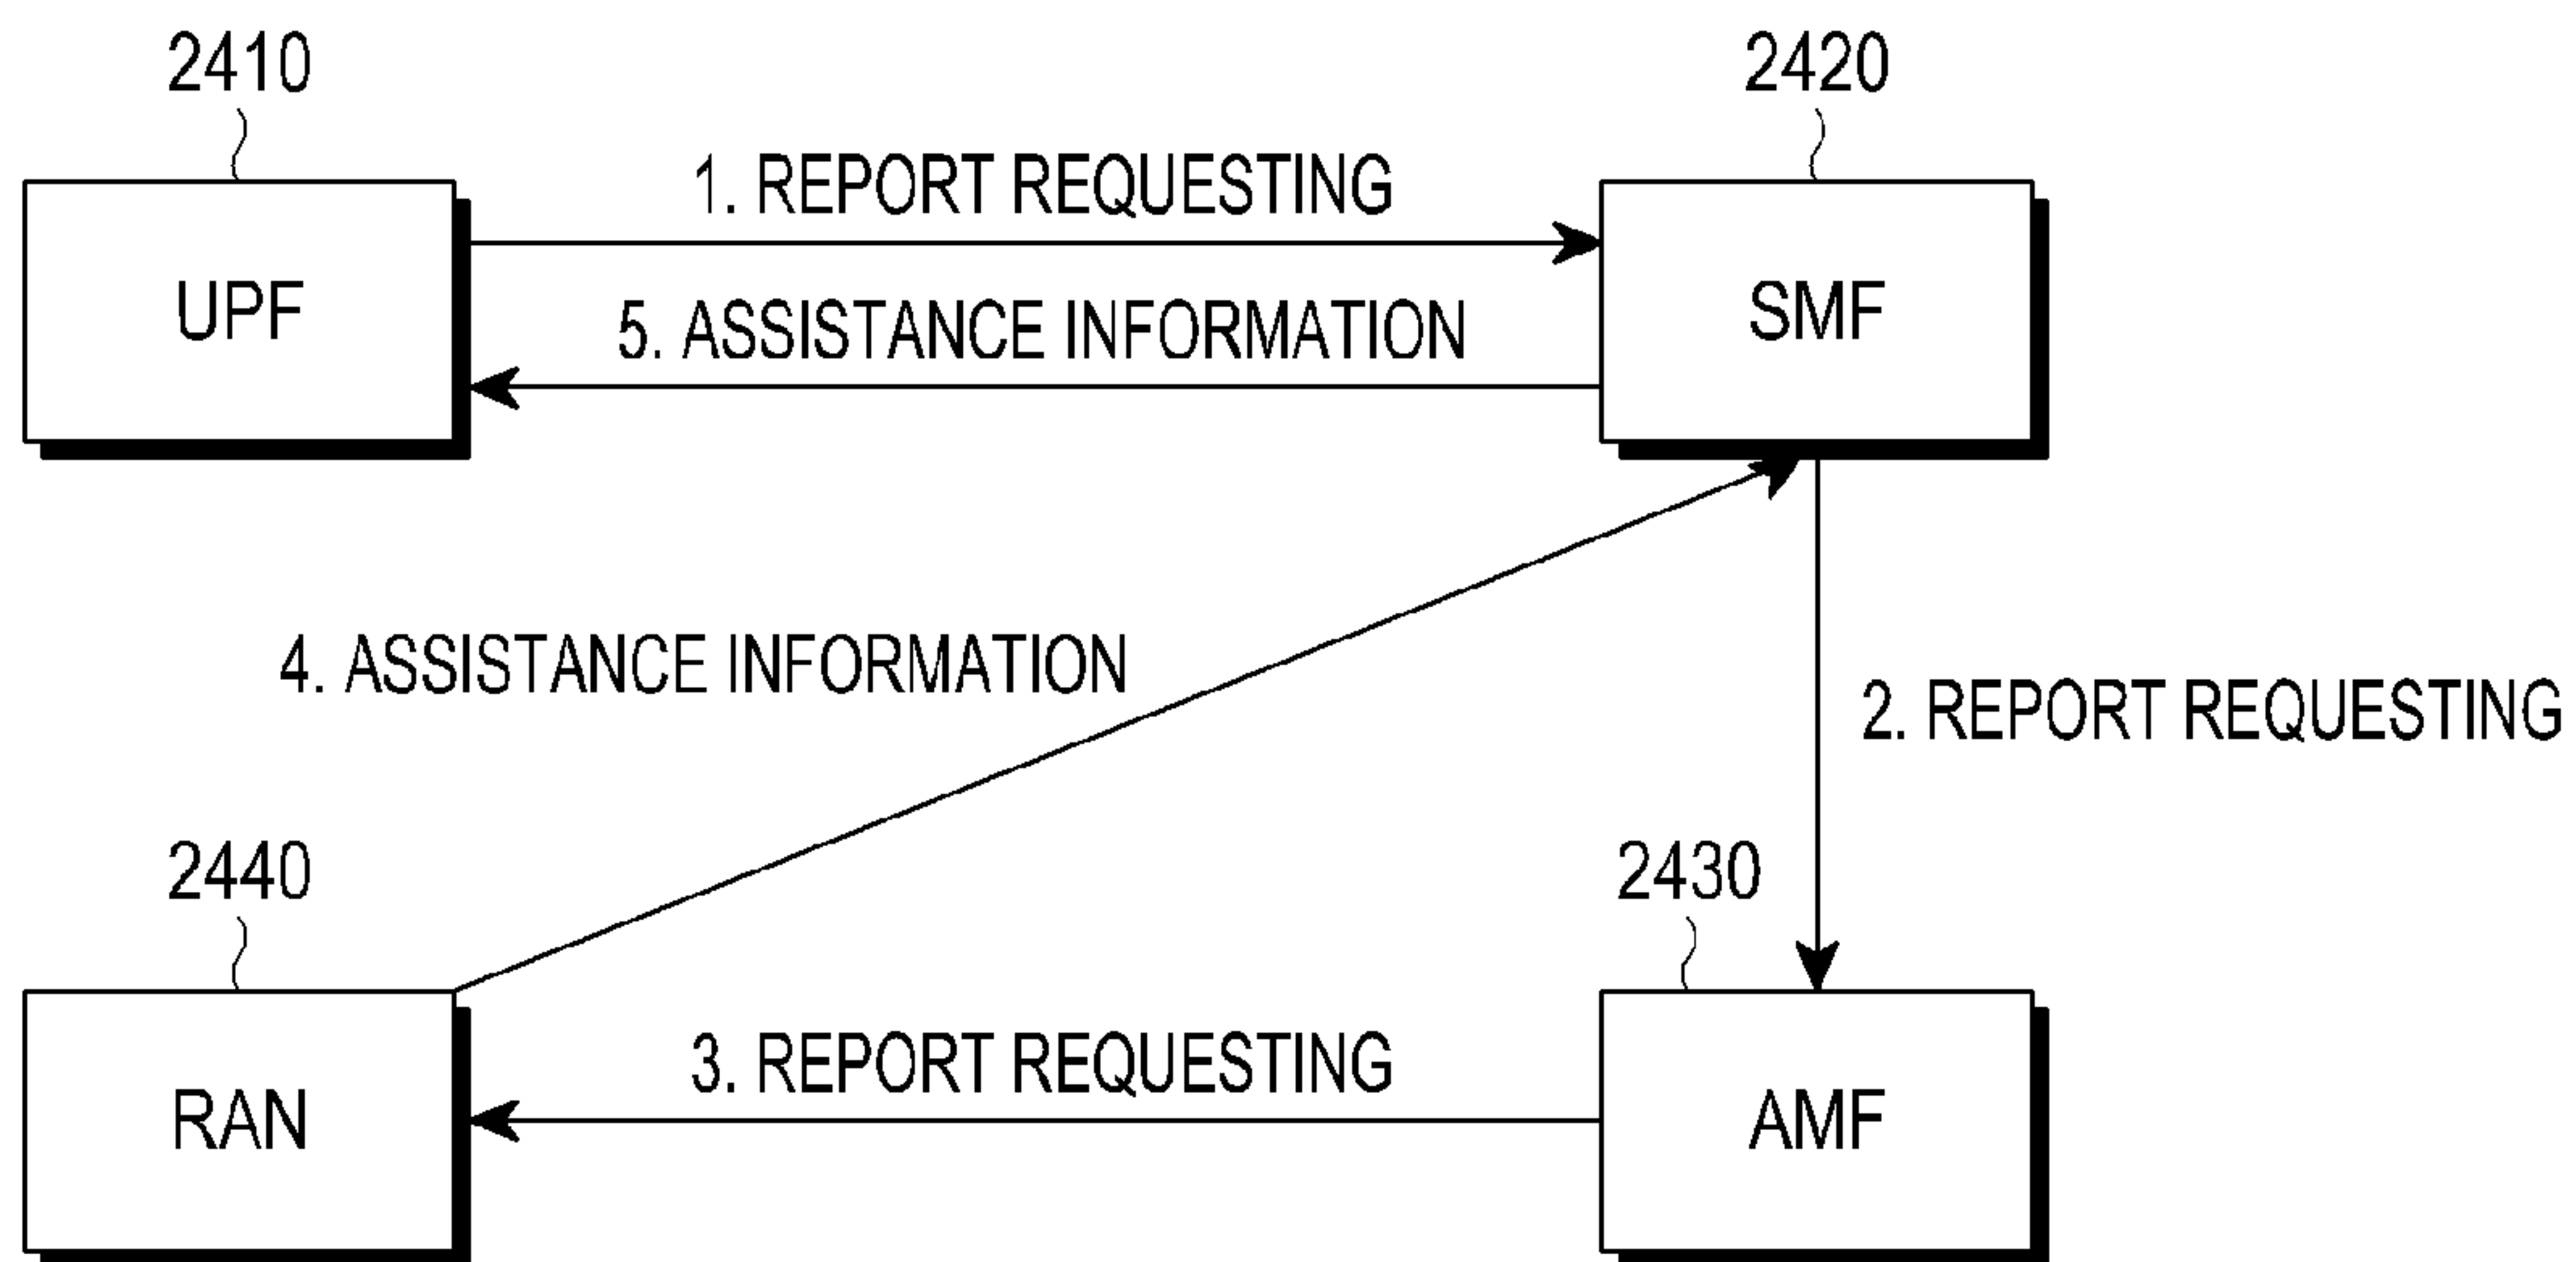 2410
2420
1. REPORT REQUESTING
UPF
SMF
5. ASSISTANCE INFORMATION
4. ASSISTANCE INFORMATION
2. REPORT REQUESTING
2440
2430
3. REPORT REQUESTING
RAN
AMF